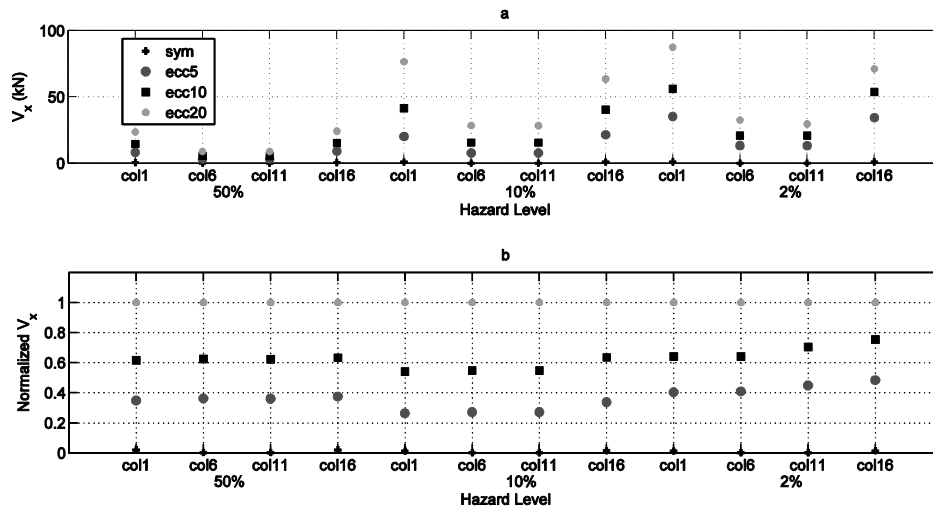 a
100
50
0
V_x (kN)
sym
ecc5
ecc10
ecc20
col1 col6 col11 col16 col1 col6 col11 col16 col1 col6 col11 col16
50% 10% 2%
Hazard Level
b
1
0.8
0.6
0.4
0.2
0
Normalized V_x
col1 col6 col11 col16 col1 col6 col11 col16 col1 col6 col11 col16
50% 10% 2%
Hazard Level